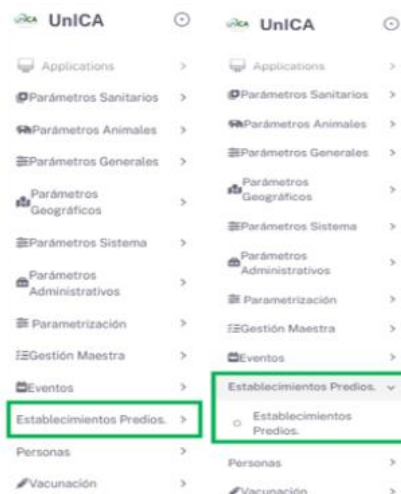 UnICA
Applications
Parámetros Sanitarios
Parámetros Animales
Parámetros Generales
Parámetros
Geográficos
Parámetros Sistema
Parámetros
Administrativos
Parametrización
Gestión Maestra
Eventos
Establecimientos Predios.
Personas
Vacunación
UnICA
Applications
Parámetros Sanitarios
Parámetros Animales
Parámetros Generales
Parámetros
Geográficos
Parámetros Sistema
Parámetros
Administrativos
Parametrización
Gestión Maestra
Eventos
Establecimientos Predios.
Establecimientos
Predios.
Personas
Vacunación